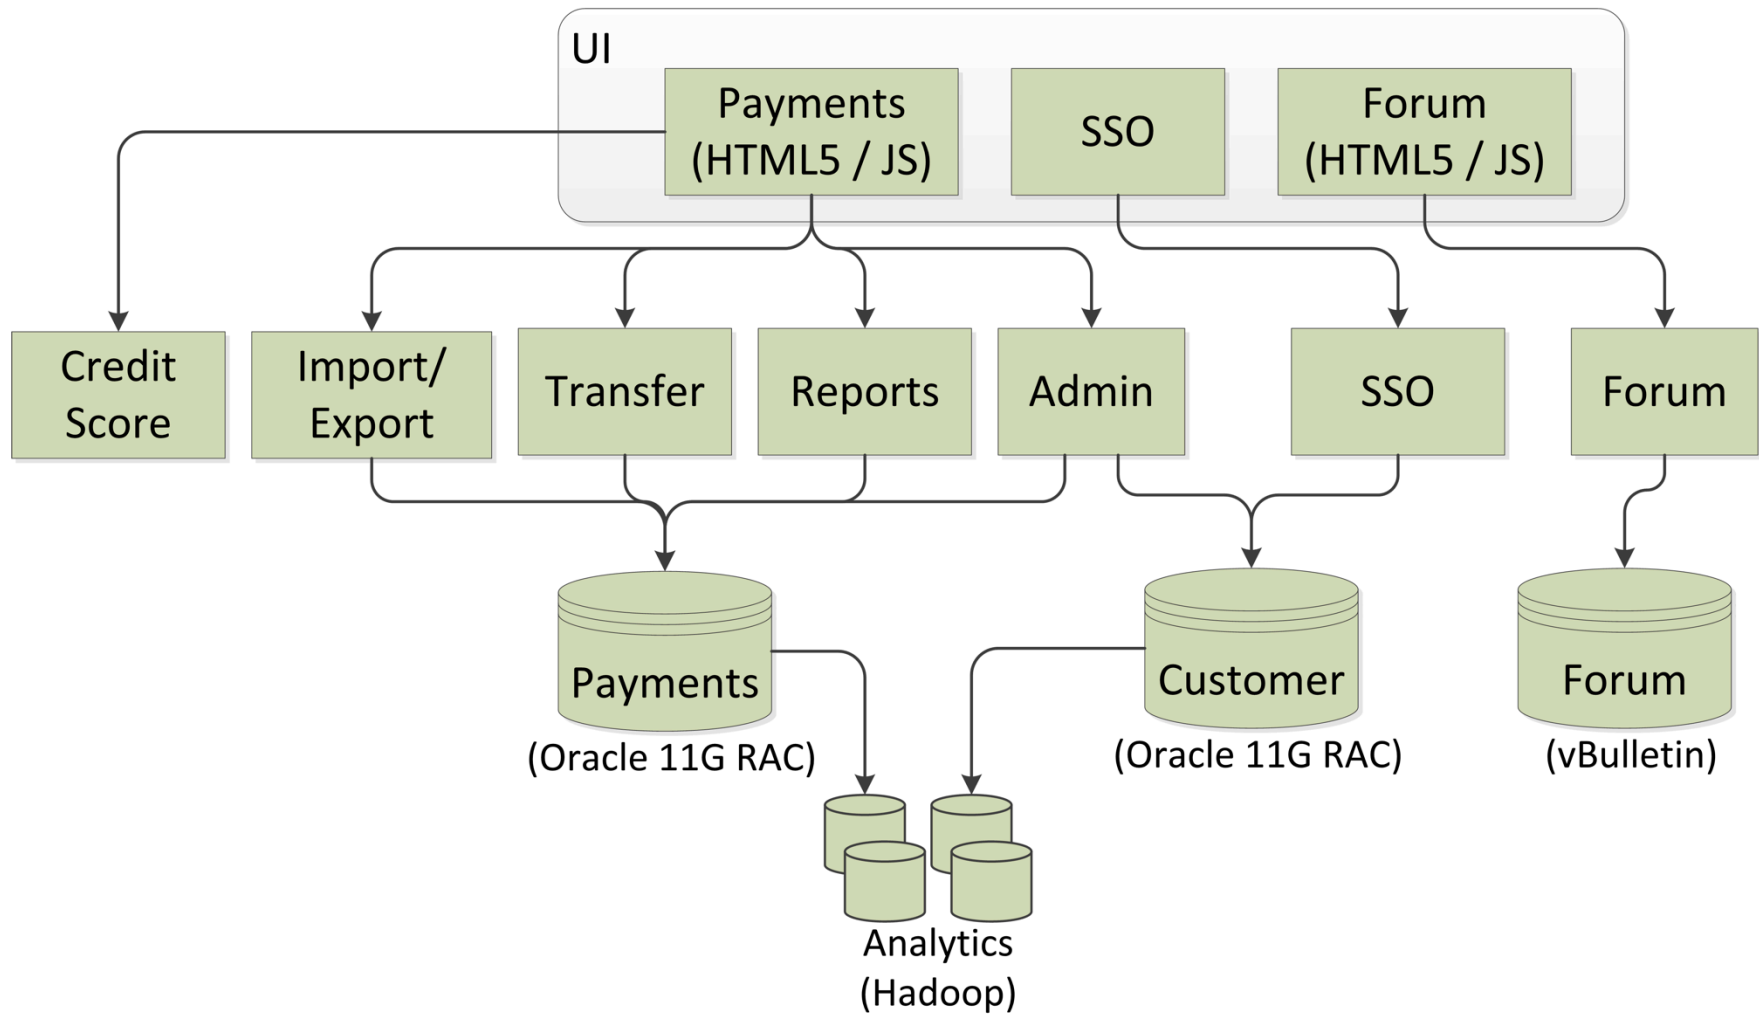 UI
Payments
(HTML5 / JS)
SSO
Forum
(HTML5 / JS)
Credit
Score
Import/
Export
Transfer
Reports
Admin
SSO
Forum
Payments
(Oracle 11G RAC)
Customer
(Oracle 11G RAC)
Forum
(vBulletin)
Analytics
(Hadoop)